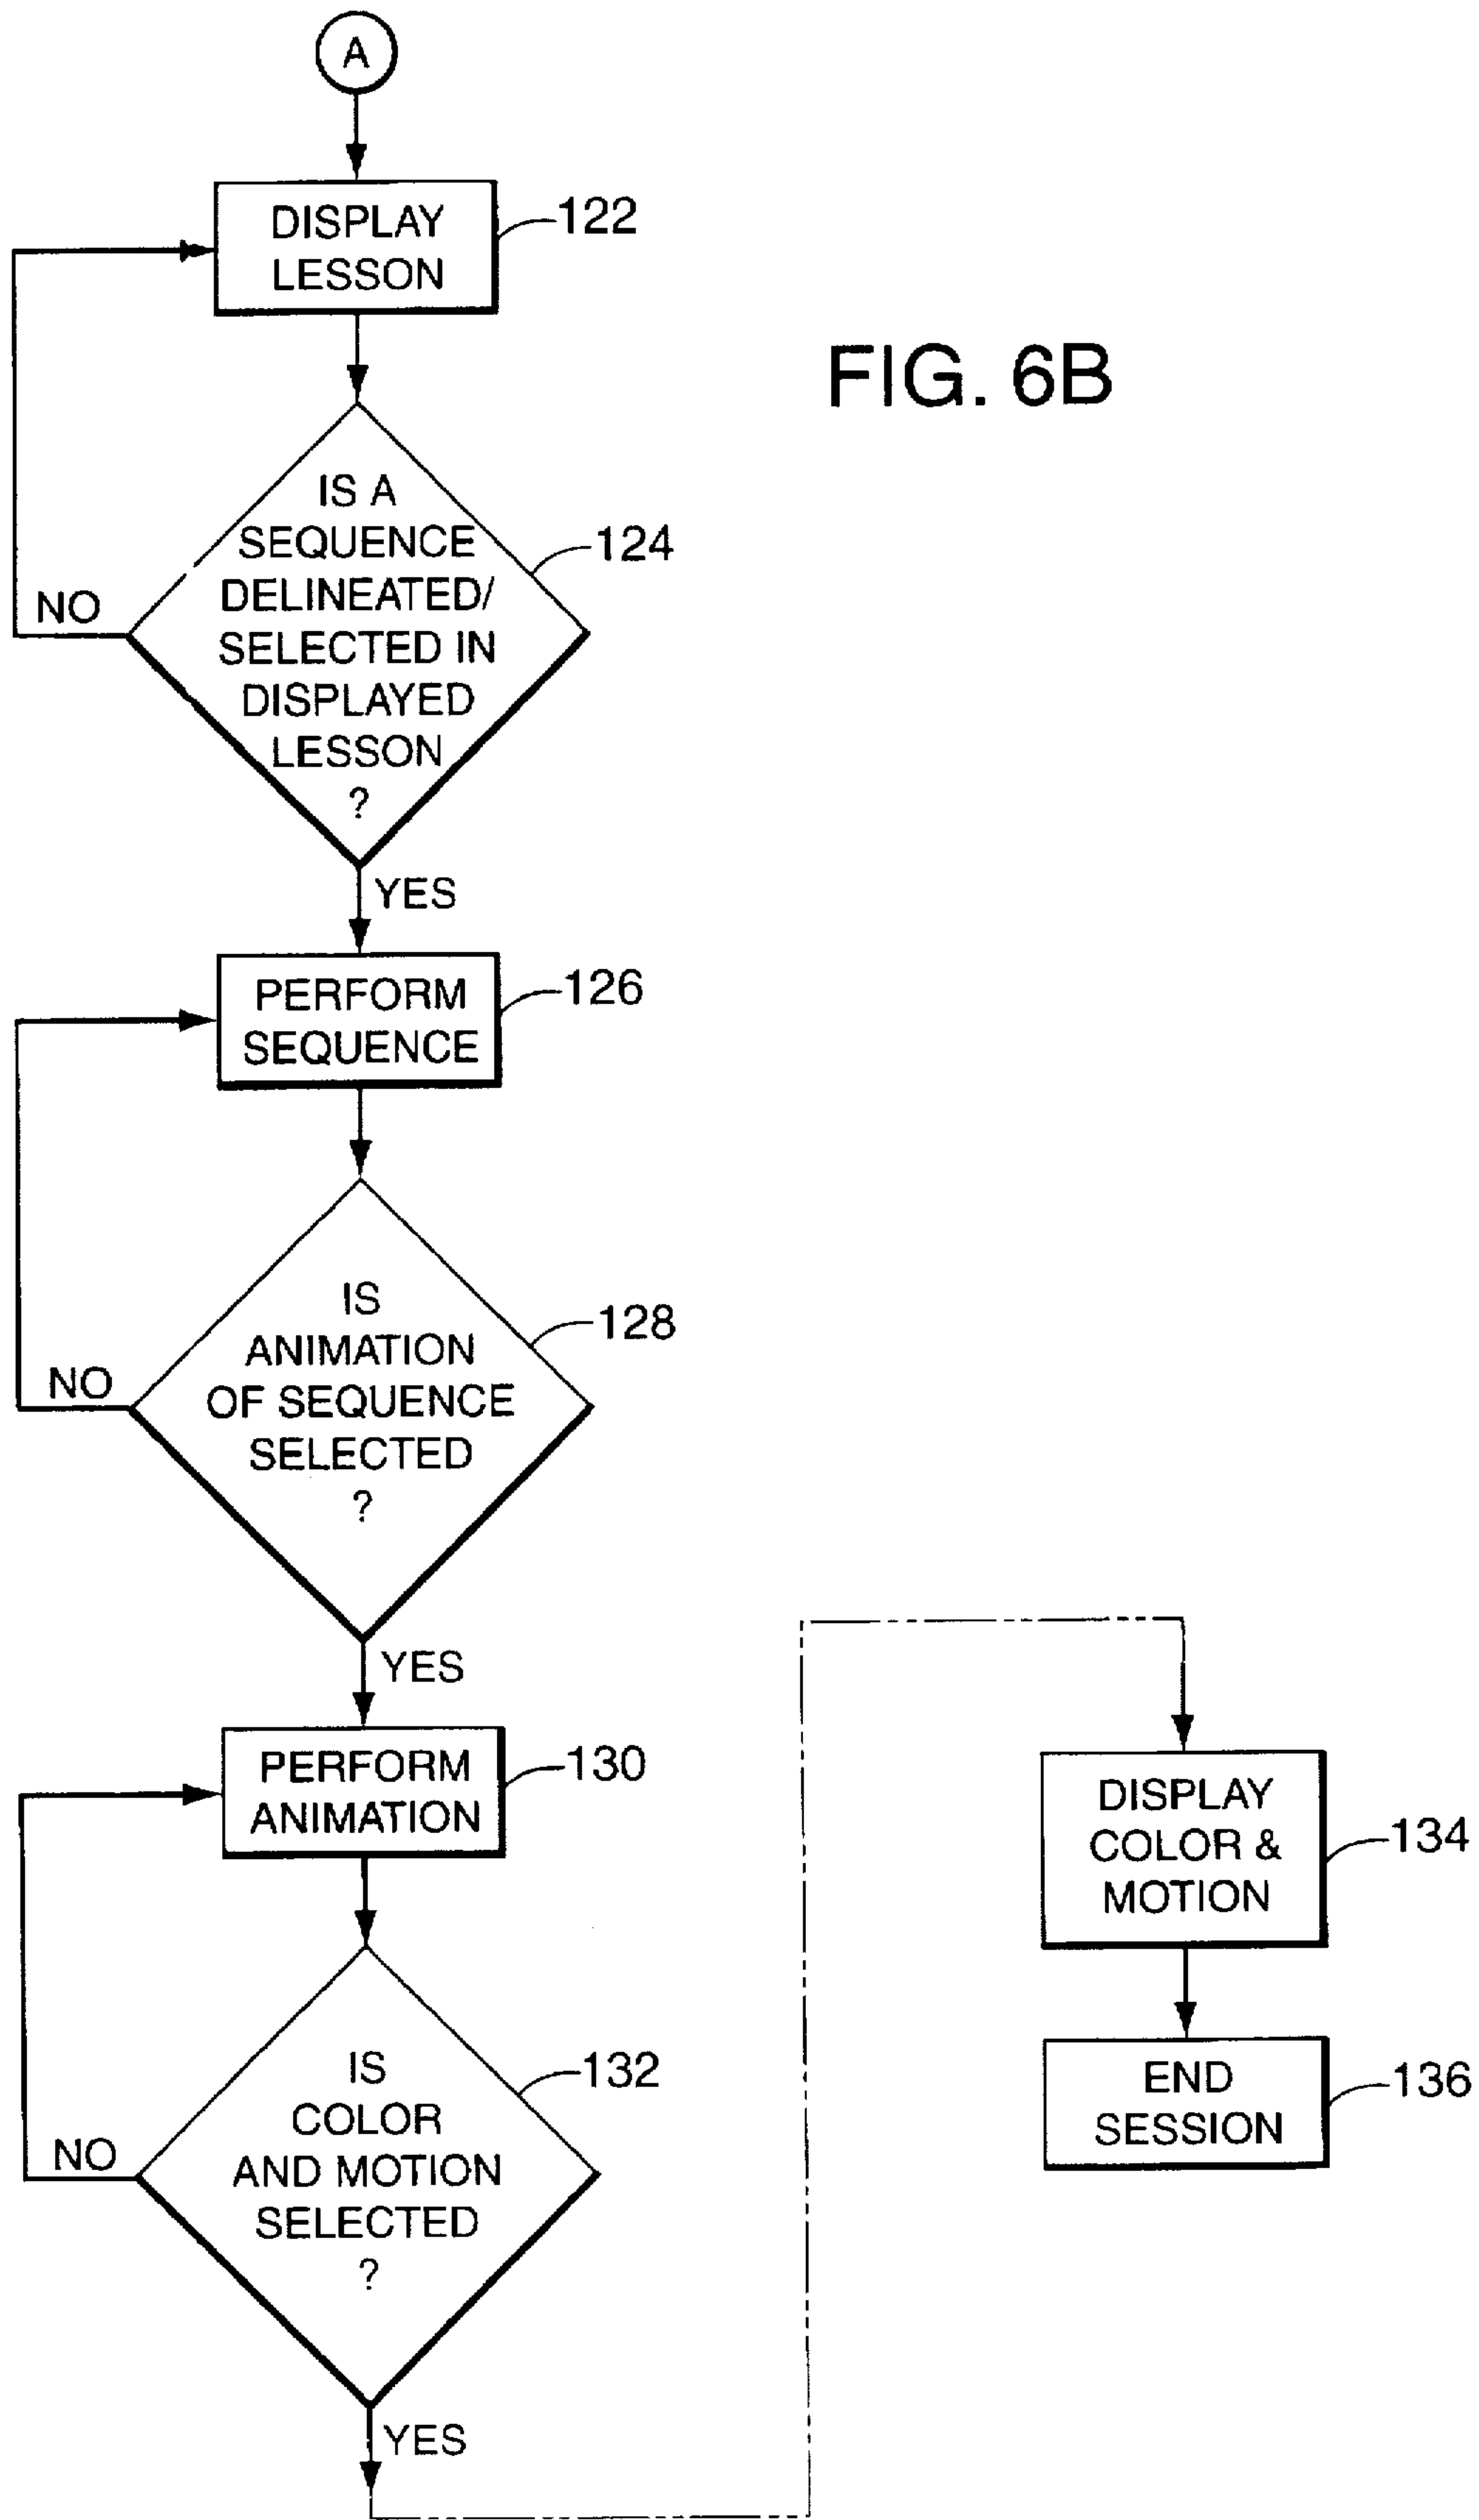 A
DISPLAY
LESSON
122
FIG. 6B
IS A
SEQUENCE
DELINEATED/
SELECTED IN
DISPLAYED
LESSON
?
124
NO
YES
PERFORM
SEQUENCE
126
IS
ANIMATION
OF SEQUENCE
SELECTED
?
128
NO
YES
PERFORM
ANIMATION
130
IS
COLOR
AND MOTION
SELECTED
?
132
NO
YES
DISPLAY
COLOR &
MOTION
134
END
SESSION
136